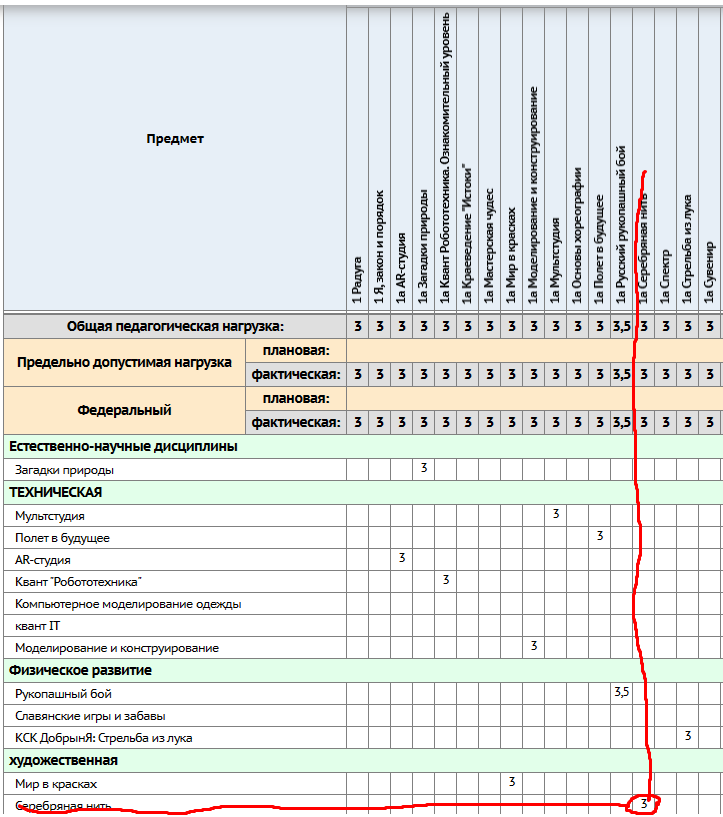 Предмет
1 Радуга
1 Я, закон и порядок
1а AR-студия
1а Загадки природы
1а Квант Робототехника. Ознакомительный уровень
1а Краеведение "Истоки"
1а Мастерская чудес
1а Мир в красках
1а Моделирование и конструирование
1а Мультстудия
1а Основы хореографии
1а Полет в будущее
1а Русский рукопашный бой
1а Серебряная нить
1а Спектр
1а Стрельба из лука
1а Сувенир
Общая педагогическая нагрузка: 3 3 3 3 3 3 3 3 3 3 3 3 3,5 3 3 3 3
Предельно допустимая нагрузка
плановая:
фактическая: 3 3 3 3 3 3 3 3 3 3 3 3 3,5 3 3 3 3
Федеральный
плановая:
фактическая: 3 3 3 3 3 3 3 3 3 3 3 3 3,5 3 3 3 3
Естественно-научные дисциплины
Загадки природы 3
ТЕХНИЧЕСКАЯ
Мультстудия 3
Полет в будущее 3
AR-студия 3
Квант "Робототехника" 3
Компьютерное моделирование одежды
квант IT
Моделирование и конструирование 3
Физическое развитие
Рукопашный бой 3,5
Славянские игры и забавы
КСК ДобрынЯ: Стрельба из лука 3
художественная
Мир в красках 3
Серебряная нить 3